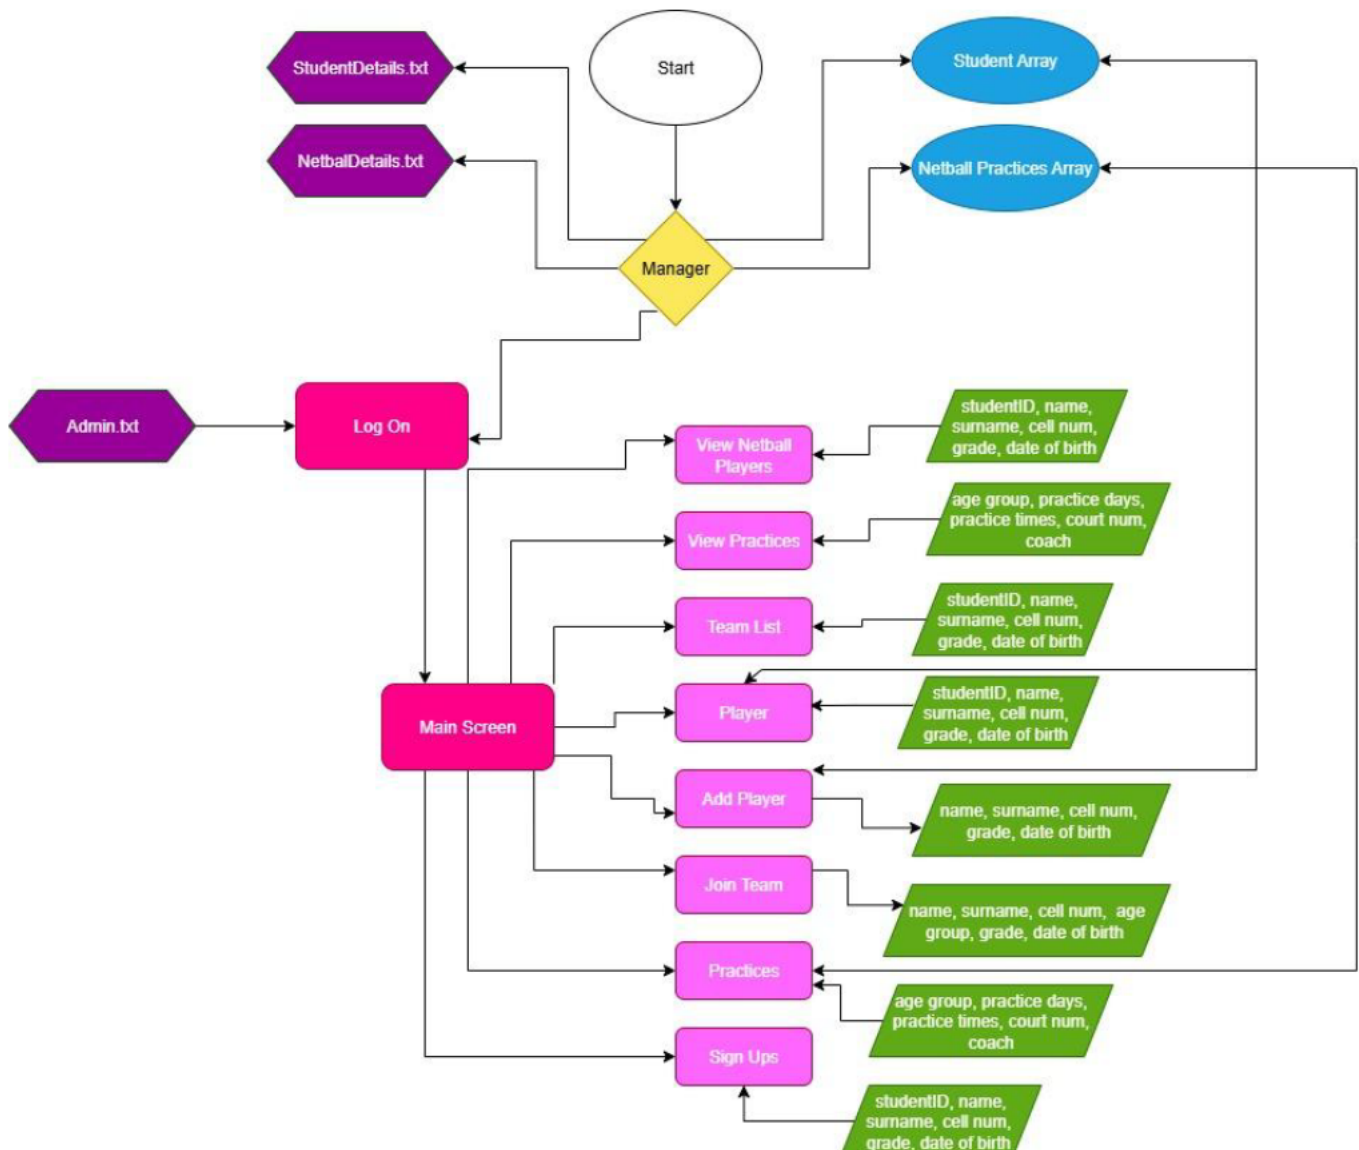 StudentDetails.txt
Start
Student Array
NetbalDetails.txt
Netball Practices Array
Manager
Admin.txt
Log On
View Netball
Players
studentID, name,
surname, cell num,
grade, date of birth
View Practices
age group, practice days,
practice times, court num,
coach
Team List
studentID, name,
surname, cell num,
grade, date of birth
Main Screen
Player
studentID, name,
surname, cell num,
grade, date of birth
Add Player
name, surname, cell num,
grade, date of birth
Join Team
name, surname, cell num, age
group, grade, date of birth
Practices
age group, practice days,
practice times, court num,
coach
Sign Ups
studentID, name,
surname, cell num,
grade, date of birth